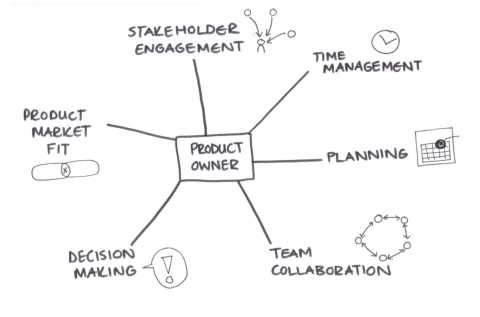 STAKEHOLDER
ENGAGEMENT
TIME
MANAGEMENT
PRODUCT
MARKET
FIT
PRODUCT
OWNER
PLANNING
DECISION
MAKING
!
TEAM
COLLABORATION